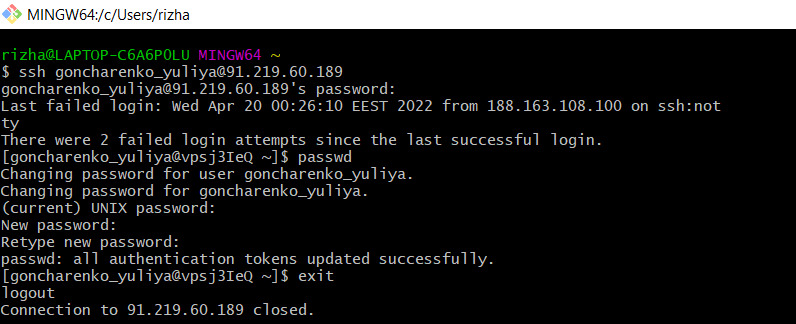 MINGW64:/c/Users/rizha
rizha@LAPTOP-C6A6P0LU MINGW64 ~
$ ssh goncharenko_yuliya@91.219.60.189
goncharenko_yuliya@91.219.60.189's password:
Last failed login: Wed Apr 20 00:26:10 EEST 2022 from 188.163.108.100 on ssh:not
ty
There were 2 failed login attempts since the last successful login.
[goncharenko_yuliya@vpsj3IeQ ~]$ passwd
Changing password for user goncharenko_yuliya.
Changing password for goncharenko_yuliya.
(current) UNIX password:
New password:
Retype new password:
passwd: all authentication tokens updated successfully.
[goncharenko_yuliya@vpsj3IeQ ~]$ exit
logout
Connection to 91.219.60.189 closed.